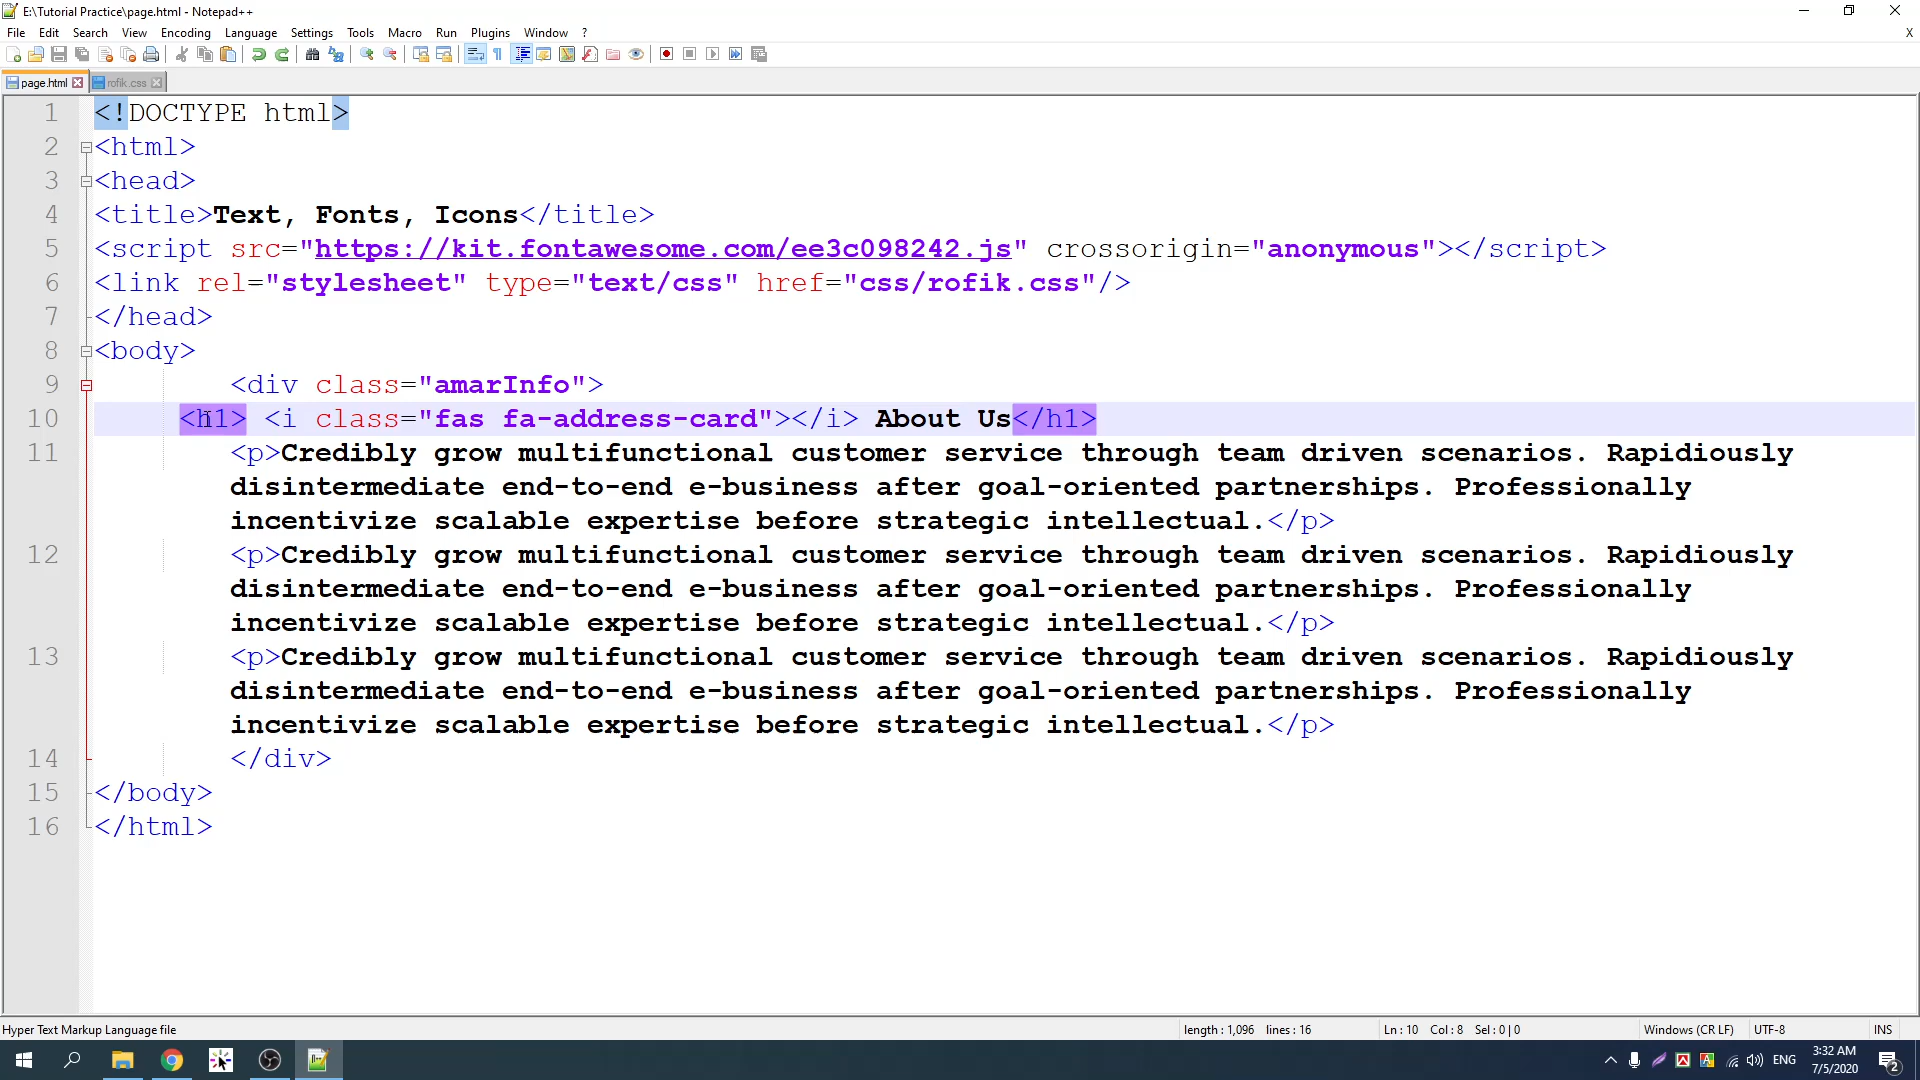 E:\Tutorial Practice\page.html - Notepad++
File Edit Search View Encoding Language Settings Tools Macro Run Plugins Window ? X
page.html rofik.css
1 <!DOCTYPE html>
2 <html>
3 <head>
4 <title>Text, Fonts, Icons</title>
5 <script src="https://kit.fontawesome.com/ee3c098242.js" crossorigin="anonymous"></script>
6 <link rel="stylesheet" type="text/css" href="css/rofik.css"/>
7 </head>
8 <body>
9 <div class="amarInfo">
10 <h1> <i class="fas fa-address-card"></i> About Us</h1>
11 <p>Credibly grow multifunctional customer service through team driven scenarios. Rapidiously
disintermediate end-to-end e-business after goal-oriented partnerships. Professionally
incentivize scalable expertise before strategic intellectual.</p>
12 <p>Credibly grow multifunctional customer service through team driven scenarios. Rapidiously
disintermediate end-to-end e-business after goal-oriented partnerships. Professionally
incentivize scalable expertise before strategic intellectual.</p>
13 <p>Credibly grow multifunctional customer service through team driven scenarios. Rapidiously
disintermediate end-to-end e-business after goal-oriented partnerships. Professionally
incentivize scalable expertise before strategic intellectual.</p>
14 </div>
15 </body>
16 </html>
Hyper Text Markup Language file length : 1,096 lines : 16 Ln : 10 Col : 8 Sel : 0 | 0 Windows (CR LF) UTF-8 INS
ENG 3:32 AM
7/5/2020 2